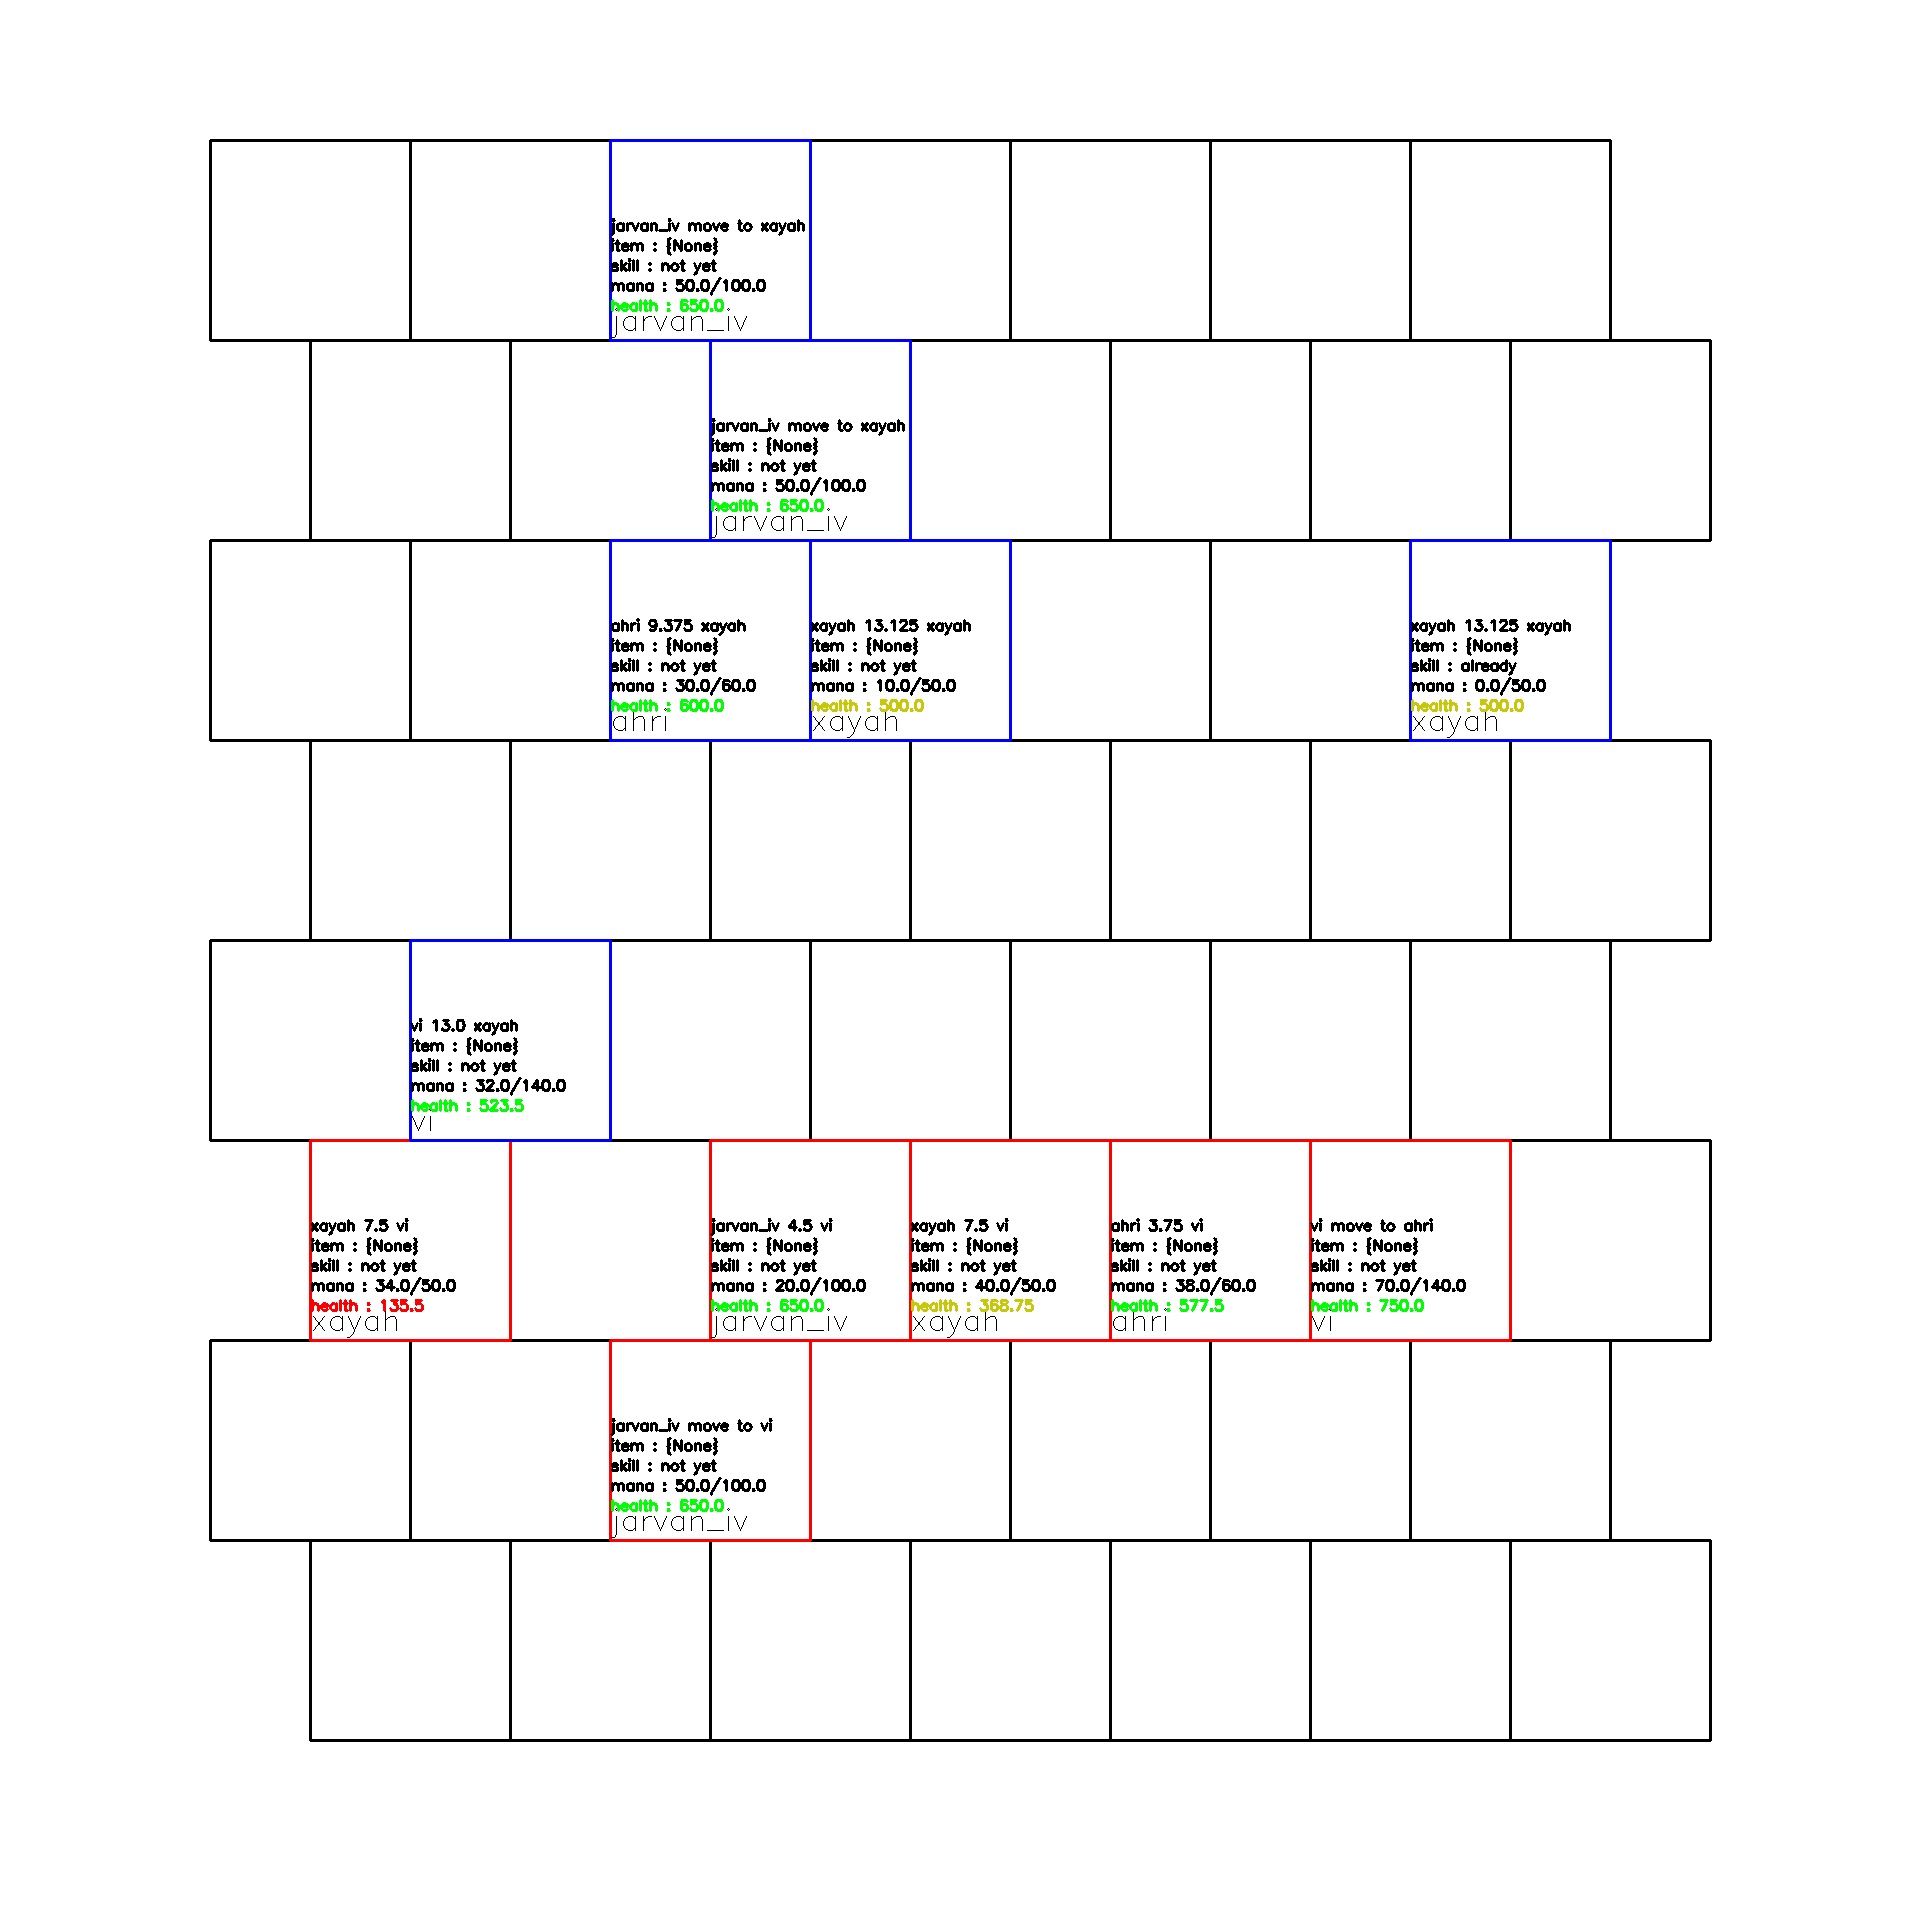 jarvan_iv move to xayah
item : {None}
skill : not yet
mana : 50.0/100.0
health : 650.0
jarvan_iv
jarvan_iv move to xayah
item : {None}
skill : not yet
mana : 50.0/100.0
health : 650.0
jarvan_iv
ahri 9.375 xayah
item : {None}
skill : not yet
mana : 30.0/60.0
health : 600.0
ahri
xayah 13.125 xayah
item : {None}
skill : not yet
mana : 10.0/50.0
health : 500.0
xayah
xayah 13.125 xayah
item : {None}
skill : already
mana : 0.0/50.0
health : 500.0
xayah
vi 13.0 xayah
item : {None}
skill : not yet
mana : 32.0/140.0
health : 523.5
vi
xayah 7.5 vi
item : {None}
skill : not yet
mana : 34.0/50.0
health : 135.5
xayah
jarvan_iv 4.5 vi
item : {None}
skill : not yet
mana : 20.0/100.0
health : 650.0
jarvan_iv
xayah 7.5 vi
item : {None}
skill : not yet
mana : 40.0/50.0
health : 368.75
xayah
ahri 3.75 vi
item : {None}
skill : not yet
mana : 38.0/60.0
health : 577.5
ahri
vi move to ahri
item : {None}
skill : not yet
mana : 70.0/140.0
health : 750.0
vi
jarvan_iv move to vi
item : {None}
skill : not yet
mana : 50.0/100.0
health : 650.0
jarvan_iv